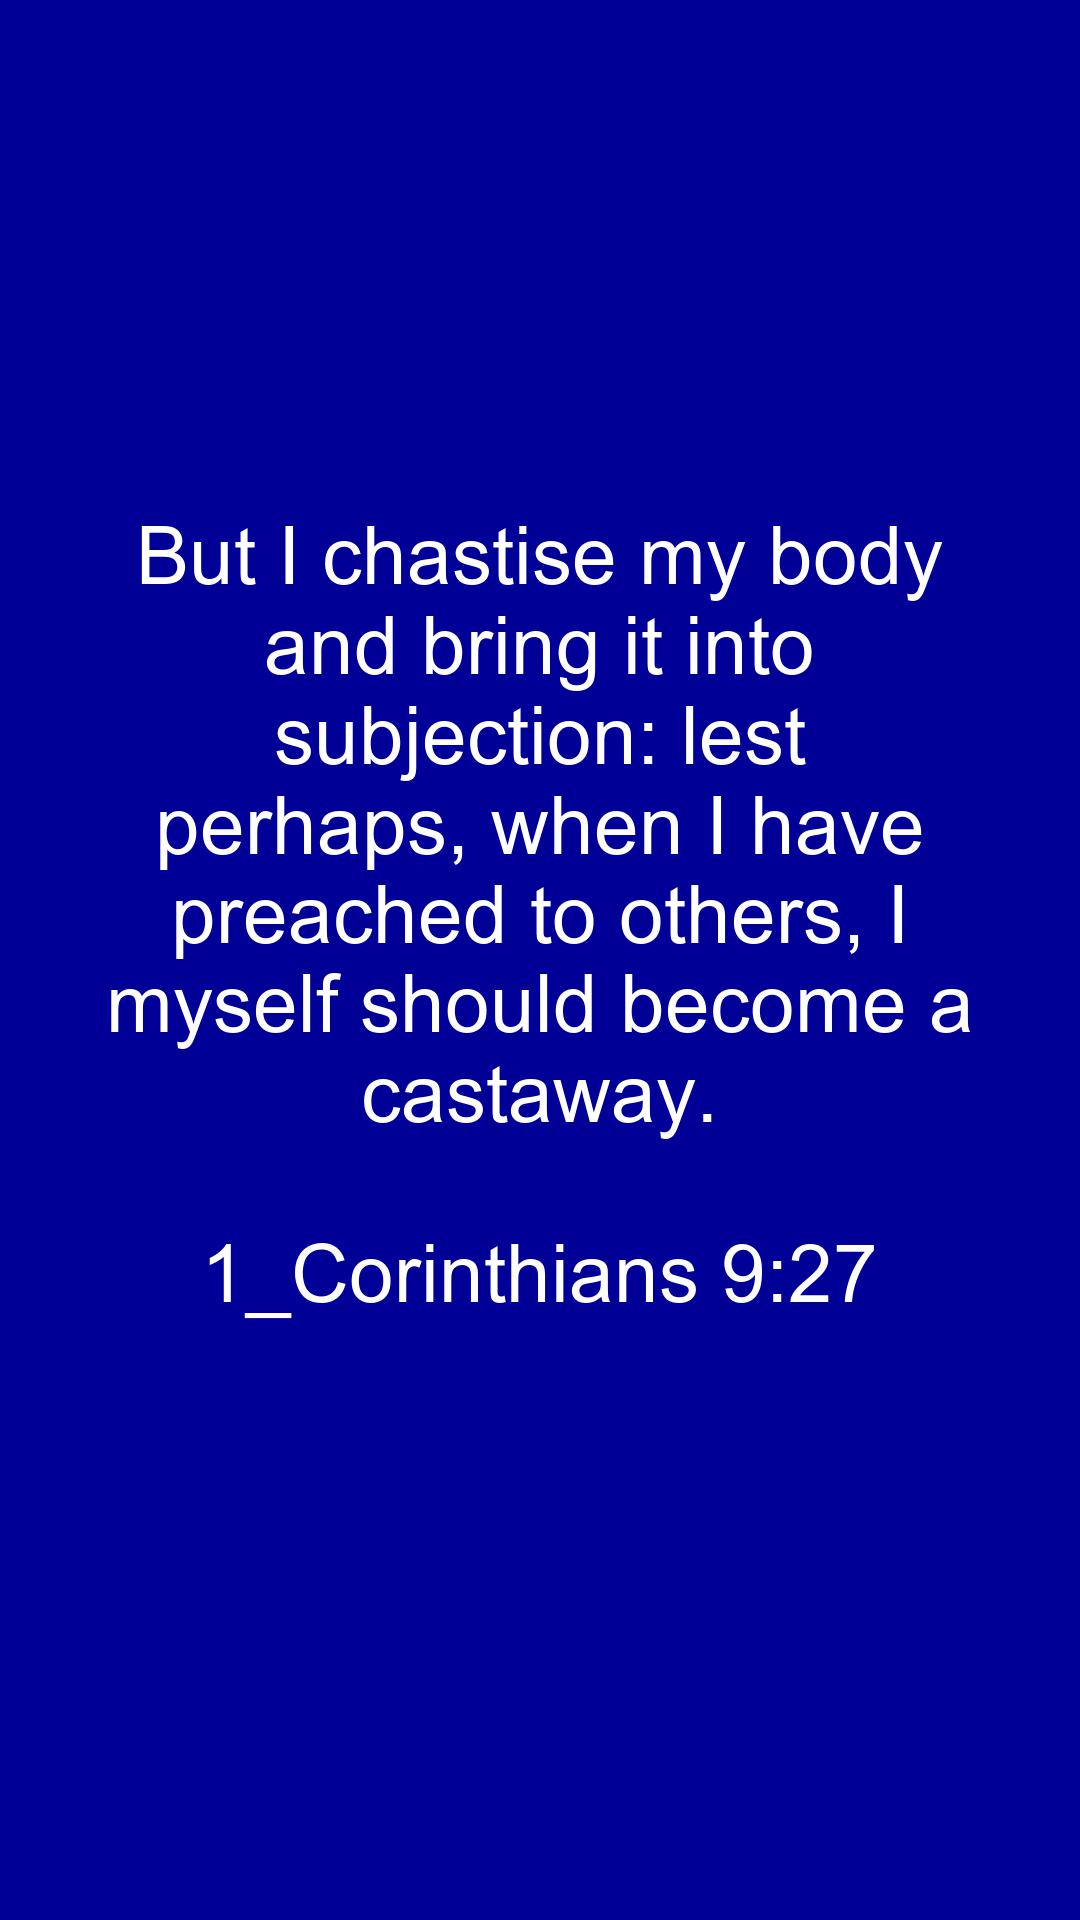 But I chastise my body
and bring it into
subjection: lest
perhaps, when I have
preached to others, I
myself should become a
castaway.
1_Corinthians 9:27